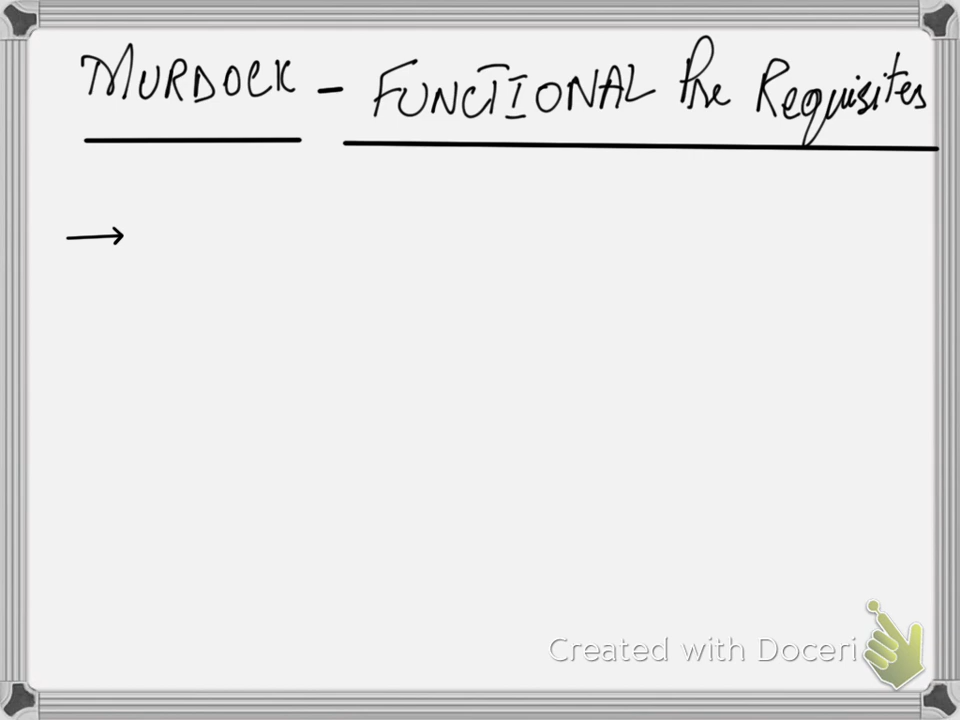 MURDOCK - FUNCTIONAL Pre Requisites
→
Created with Doceri